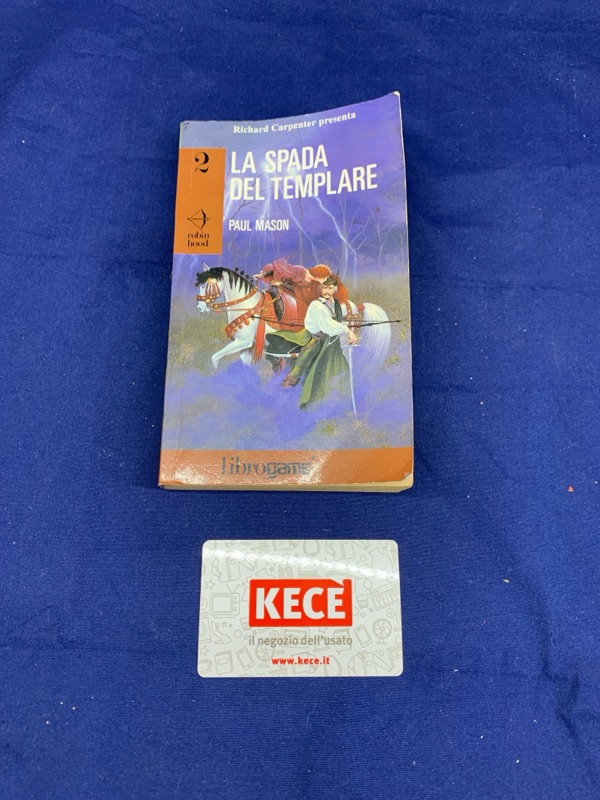 Richard Carpenter presenta
2
LA SPADA
DEL TEMPLARE
PAUL MASON
robin
hood
librogame
KECÈ
il negozio dell'usato
www.kece.it